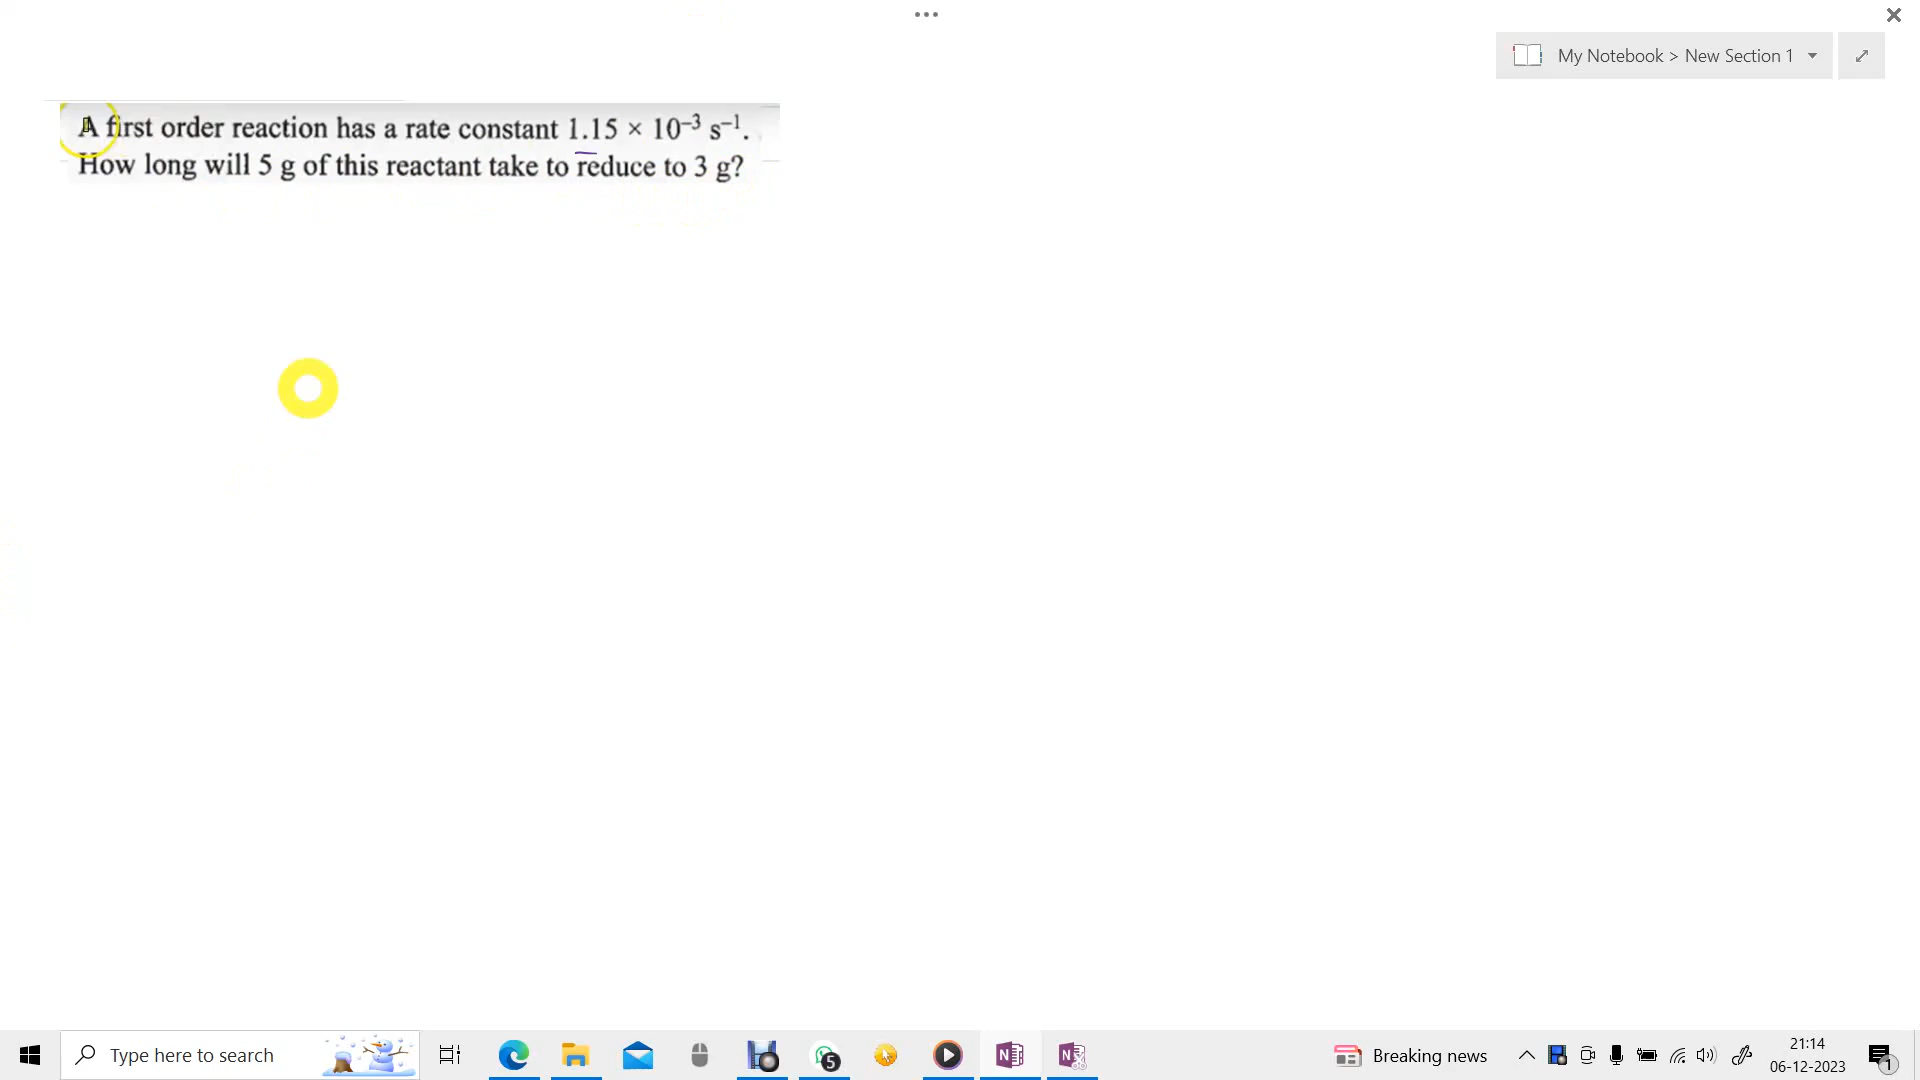 My Notebook > New Section 1
A first order reaction has a rate constant 1.15 × 10⁻³ s⁻¹.
How long will 5 g of this reactant take to reduce to 3 g?
Type here to search
5
N
N
Breaking news
21:14
06-12-2023
1